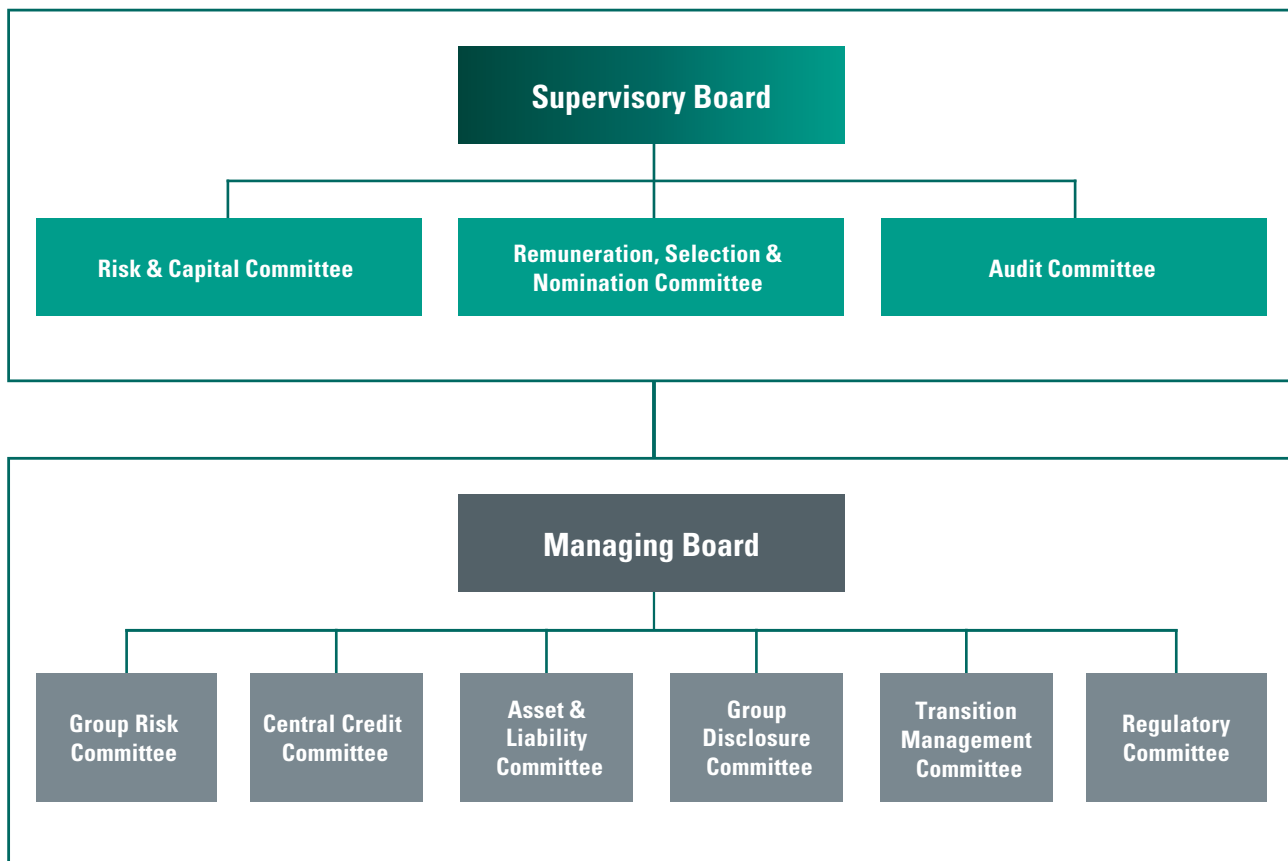 Supervisory Board
Risk & Capital Committee
Remuneration, Selection &
Nomination Committee
Audit Committee
Managing Board
Group Risk
Committee
Central Credit
Committee
Asset &
Liability
Committee
Group
Disclosure
Committee
Transition
Management
Committee
Regulatory
Committee